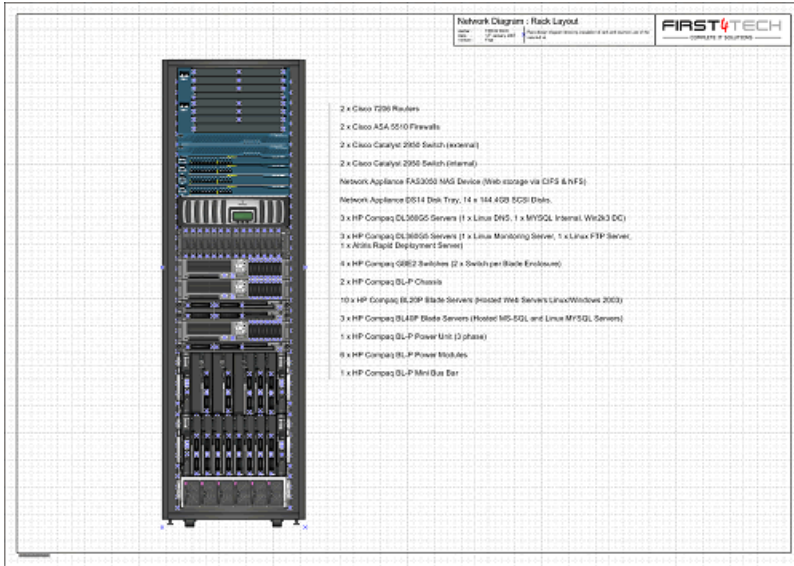 Network Diagram : Rack Layout
FIRST4TECH
COMPLETE IT SOLUTIONS
2 x Cisco 7206 Routers
2 x Cisco ASA 5510 Firewalls
2 x Cisco Catalyst 2950 Switch (external)
2 x Cisco Catalyst 2950 Switch (internal)
Network Appliance FAS3050 NAS Device (Web storage via CIFS & NFS)
Network Appliance DS14 Disk Tray, 14 x 144.4GB SCSI Disks.
3 x HP Compaq DL380G5 Servers (1 x Linux DNS, 1 x MYSQL Internal, Win2k3 DC)
3 x HP Compaq DL360G5 Servers (1 x Linux Monitoring Server, 1 x Linux FTP Server,
1 x Altiris Rapid Deployment Server)
4 x HP Compaq GBE2 Switches (2 x Switch per Blade Enclosure)
2 x HP Compaq BL-P Chassis
10 x HP Compaq BL20P Blade Servers (Hosted Web Servers Linux/Windows 2003)
3 x HP Compaq BL40P Blade Servers (Hosted MS-SQL and Linux MYSQL Servers)
1 x HP Compaq BL-P Power Unit (3 phase)
6 x HP Compaq BL-P Power Modules
1 x HP Compaq BL-P Mini Bus Bar